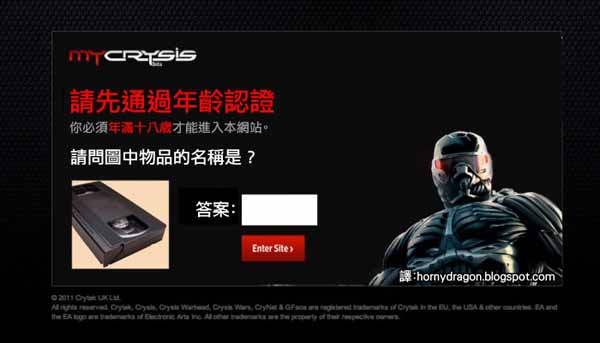 MYCRYSIS
Beta
請先通過年齡認證
你必須年滿十八歲才能進入本網站。
請問圖中物品的名稱是？
答案：
Enter Site ›
譯：hornydragon.blogspot.com
© 2011 Crytek UK Ltd.
All rights reserved. Crytek, Crysis, Crysis Warhead, Crysis Wars, CryNet & GFace are registered trademarks of Crytek in the EU, the USA & other countries. EA and
the EA logo are trademarks of Electronic Arts Inc. All other trademarks are the property of their respective owners.